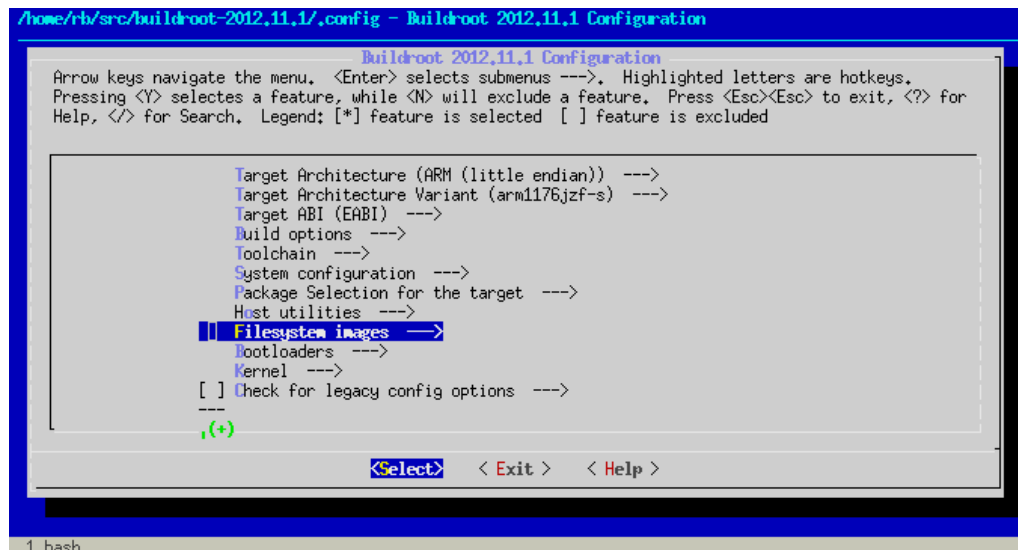 /home/rb/src/buildroot-2012.11.1/.config - Buildroot 2012.11.1 Configuration
Buildroot 2012.11.1 Configuration
Arrow keys navigate the menu. <Enter> selects submenus --->. Highlighted letters are hotkeys.
Pressing <Y> selectes a feature, while <N> will exclude a feature. Press <Esc><Esc> to exit, <?> for
Help, </> for Search. Legend: [*] feature is selected [ ] feature is excluded
Target Architecture (ARM (little endian)) --->
Target Architecture Variant (arm1176jzf-s) --->
Target ABI (EABI) --->
Build options --->
Toolchain --->
System configuration --->
Package Selection for the target --->
Host utilities --->
Filesystem images --->
Bootloaders --->
Kernel --->
[ ] Check for legacy config options --->
---
.(+)
<Select> < Exit > < Help >
1 bash